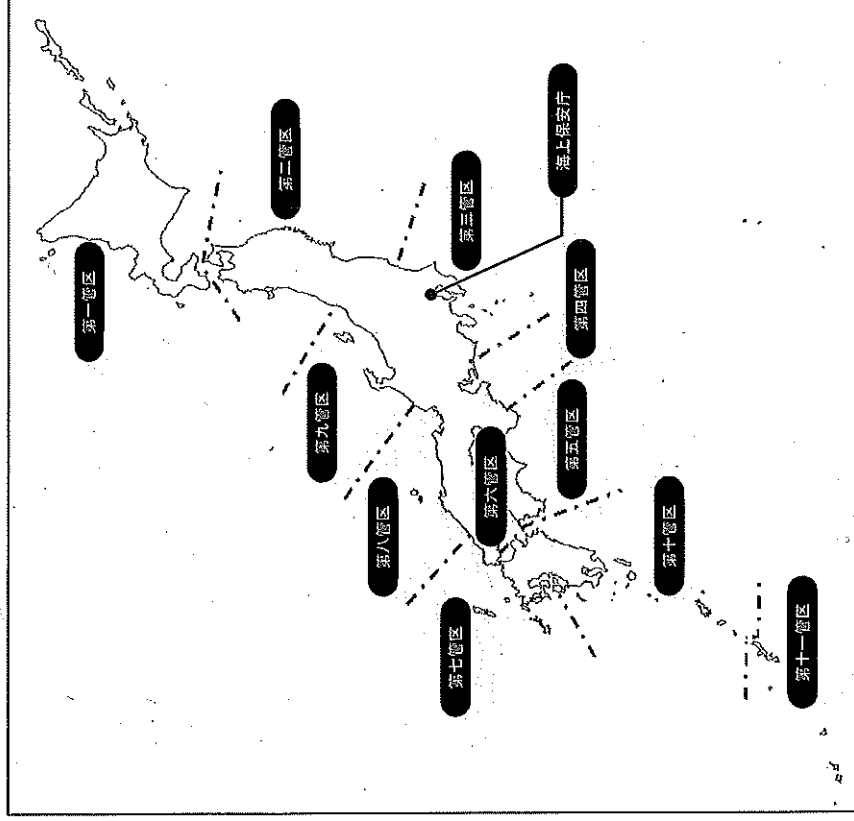 第一管区
第二管区
第三管区
海上保安庁
第四管区
第五管区
第六管区
第七管区
第八管区
第九管区
第十管区
第十一管区